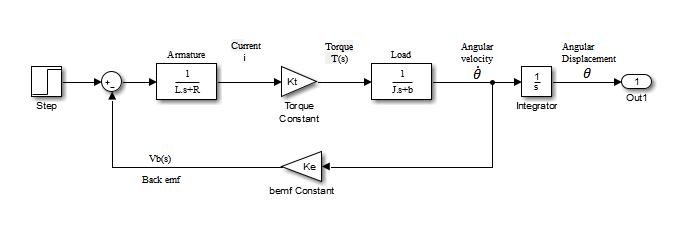 Step
+
-
Armature
1
L.s+R
Current
i
Kt
Torque
Constant
Torque
T(s)
Load
1
J.s+b
Angular
velocity
θ̇
1
s
Integrator
Angular
Displacement
θ
1
Out1
Vb(s)
Back emf
Ke
bemf Constant